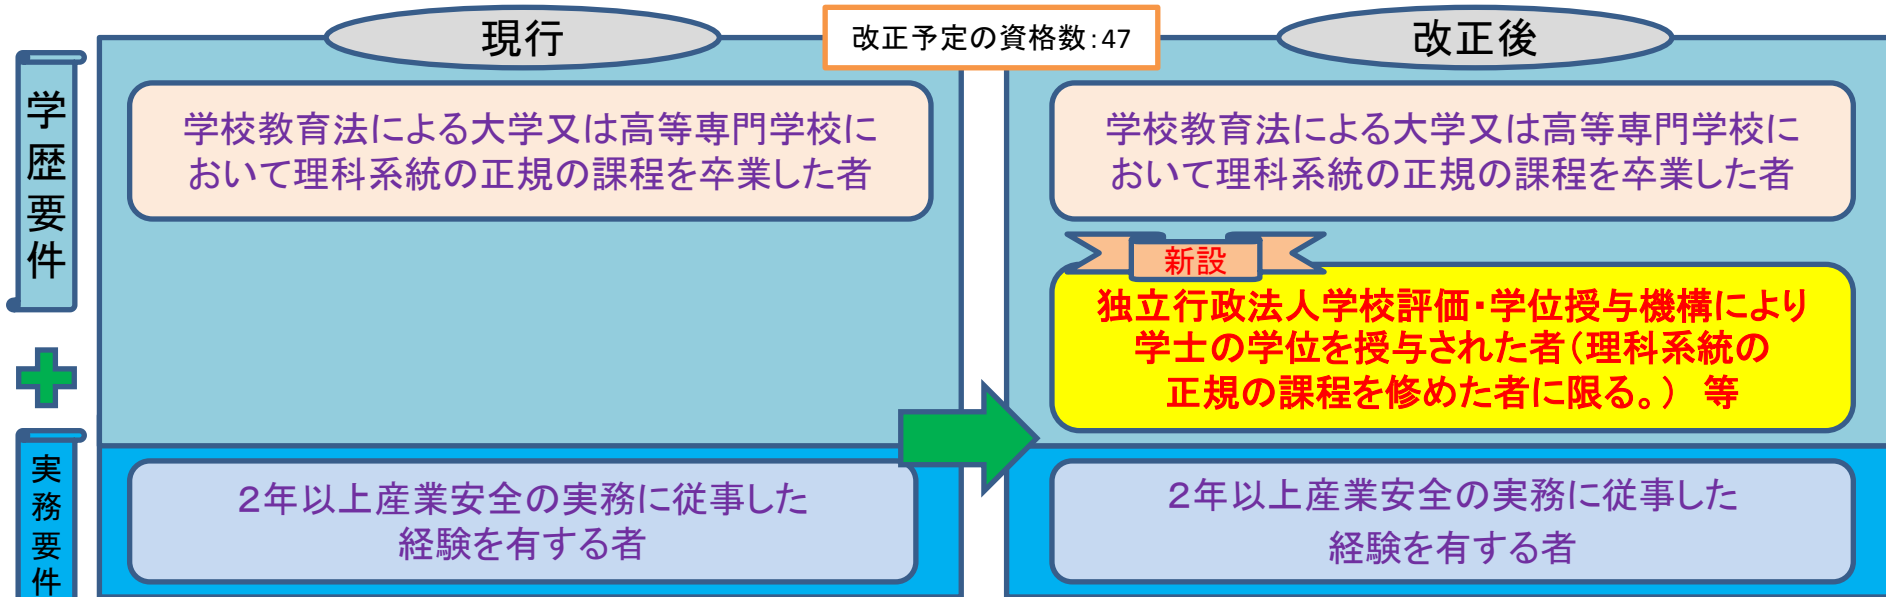 現行
改正予定の資格数:47
改正後
学歴要件
学校教育法による大学又は高等専門学校に
おいて理科系統の正規の課程を卒業した者
学校教育法による大学又は高等専門学校に
おいて理科系統の正規の課程を卒業した者
新設
独立行政法人学校評価・学位授与機構により
学士の学位を授与された者(理科系統の
正規の課程を修めた者に限る。) 等
実務要件
2年以上産業安全の実務に従事した
経験を有する者
2年以上産業安全の実務に従事した
経験を有する者